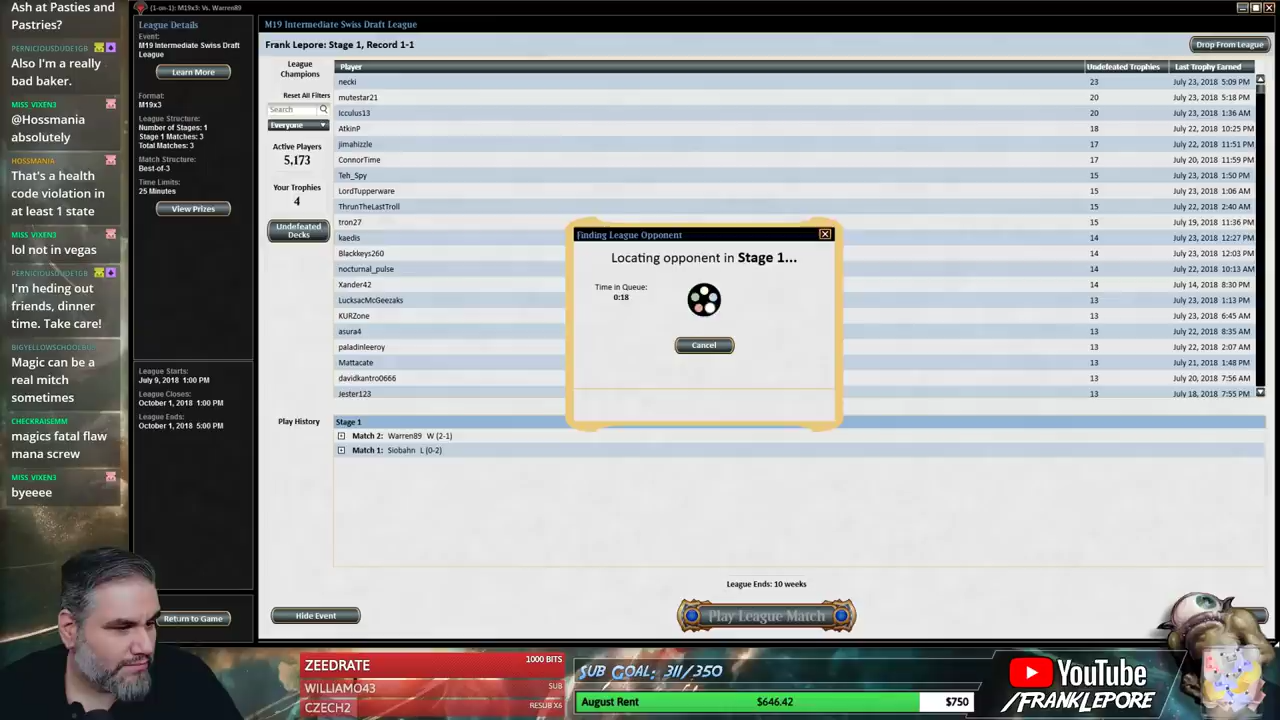 Ash at Pasties and
Pasties?
PERNICIOUSDUDE1GB
Also I'm a really
bad baker.
MISS VIXEN3
@Hossmania
absolutely
HOSSMANIA
That's a health
code violation in
at least 1 state
MISS VIXEN3
lol not in vegas
PERNICIOUSDUDE1GB
I'm heding out
friends, dinner
time. Take care!
Magic can be a
real mitch
sometimes
CHECKRAISEMM
magics fatal flaw
mana screw
MISS VIXEN3
byeeee
(1-on-1): M19x3: Vs. Warren89
League Details
Event:
M19 Intermediate Swiss Draft
League
Learn More
Format:
M19x3
League Structure:
Number of Stages: 1
Stage 1 Matches: 3
Total Matches: 3
Match Structure:
Best-of-3
Time Limits:
25 Minutes
View Prizes
League Starts:
July 9, 2018 1:00 PM
League Closes:
October 1, 2018 1:00 PM
League Ends:
October 1, 2018 5:00 PM
Return to Game
M19 Intermediate Swiss Draft League
Frank Lepore: Stage 1, Record 1-1
Drop From League
League
Champions
Reset All Filters
Search
Everyone
Active Players
5,173
Your Trophies
4
Undefeated
Decks
Player Undefeated Trophies Last Trophy Earned
necki 23 July 23, 2018 5:09 PM
mutestar21 20 July 23, 2018 5:18 PM
Icculus13 20 July 23, 2018 1:36 AM
AtkinP 18 July 22, 2018 10:25 PM
jimahizzle 17 July 22, 2018 11:51 PM
ConnorTime 17 July 20, 2018 11:59 PM
Teh_Spy 15 July 23, 2018 1:50 PM
LordTupperware 15 July 23, 2018 1:06 AM
ThrunTheLastTroll 15 July 22, 2018 2:40 AM
tron27 15 July 19, 2018 11:36 PM
kaedis 14 July 23, 2018 12:27 PM
Blackkeys260 14 July 23, 2018 12:03 PM
nocturnal_pulse 14 July 22, 2018 10:13 AM
Xander42 14 July 14, 2018 8:30 PM
LucksacMcGeezaks 13 July 23, 2018 1:13 PM
KURZone 13 July 23, 2018 6:45 AM
asura4 13 July 22, 2018 8:35 AM
paladinleeroy 13 July 22, 2018 2:07 AM
Mattacate 13 July 21, 2018 1:48 PM
davidkantro0666 13 July 20, 2018 7:56 AM
Jester123 13 July 18, 2018 7:55 PM
Finding League Opponent
Locating opponent in Stage 1...
Time in Queue:
0:18
Cancel
Play History
Stage 1
Match 2: Warren89 W (2-1)
Match 1: Siobahn L (0-2)
League Ends: 10 weeks
Hide Event
Play League Match
ZEEDRATE 1000 BITS
WILLIAMO43 SUB
CZECH2 RESUB X6
SUB GOAL: 311/350
August Rent $646.42 $750
YouTube
/FRANKLEPORE